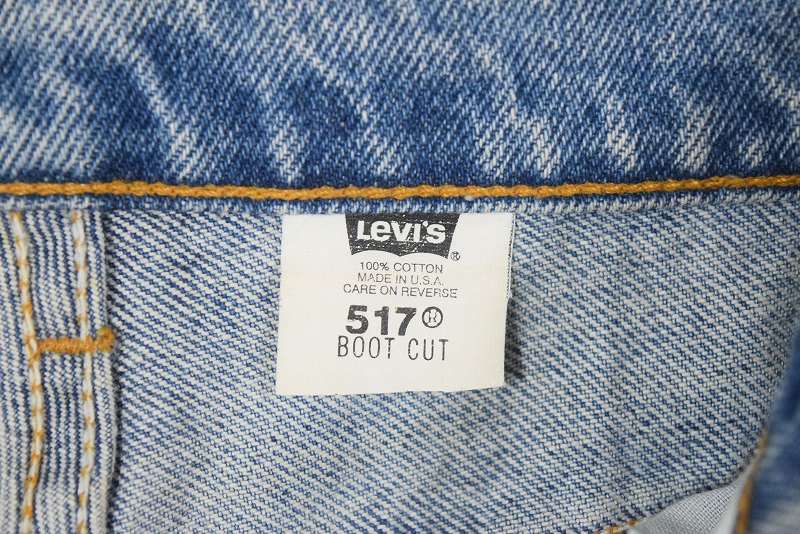 LEVI'S®
100% COTTON
MADE IN U.S.A.
CARE ON REVERSE
517®
BOOT CUT